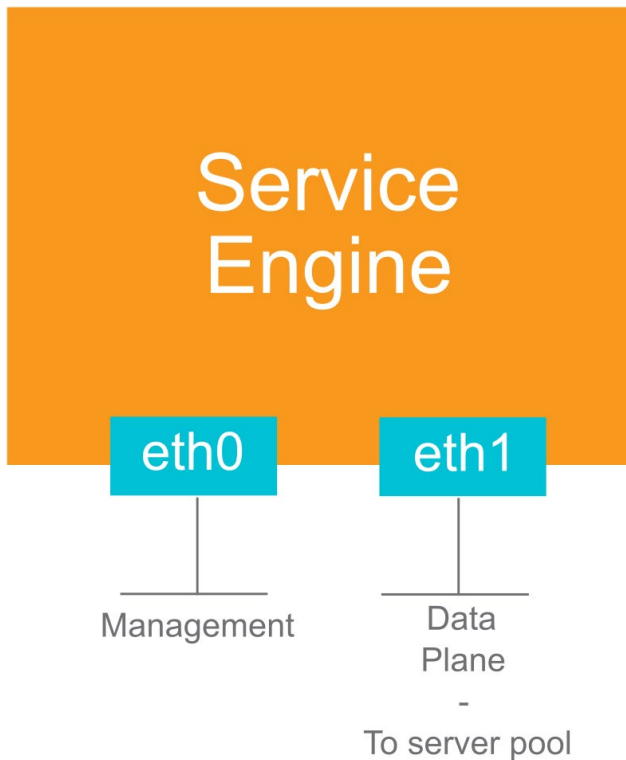 Service
Engine
eth0
eth1
Management
Data
Plane
-
To server pool